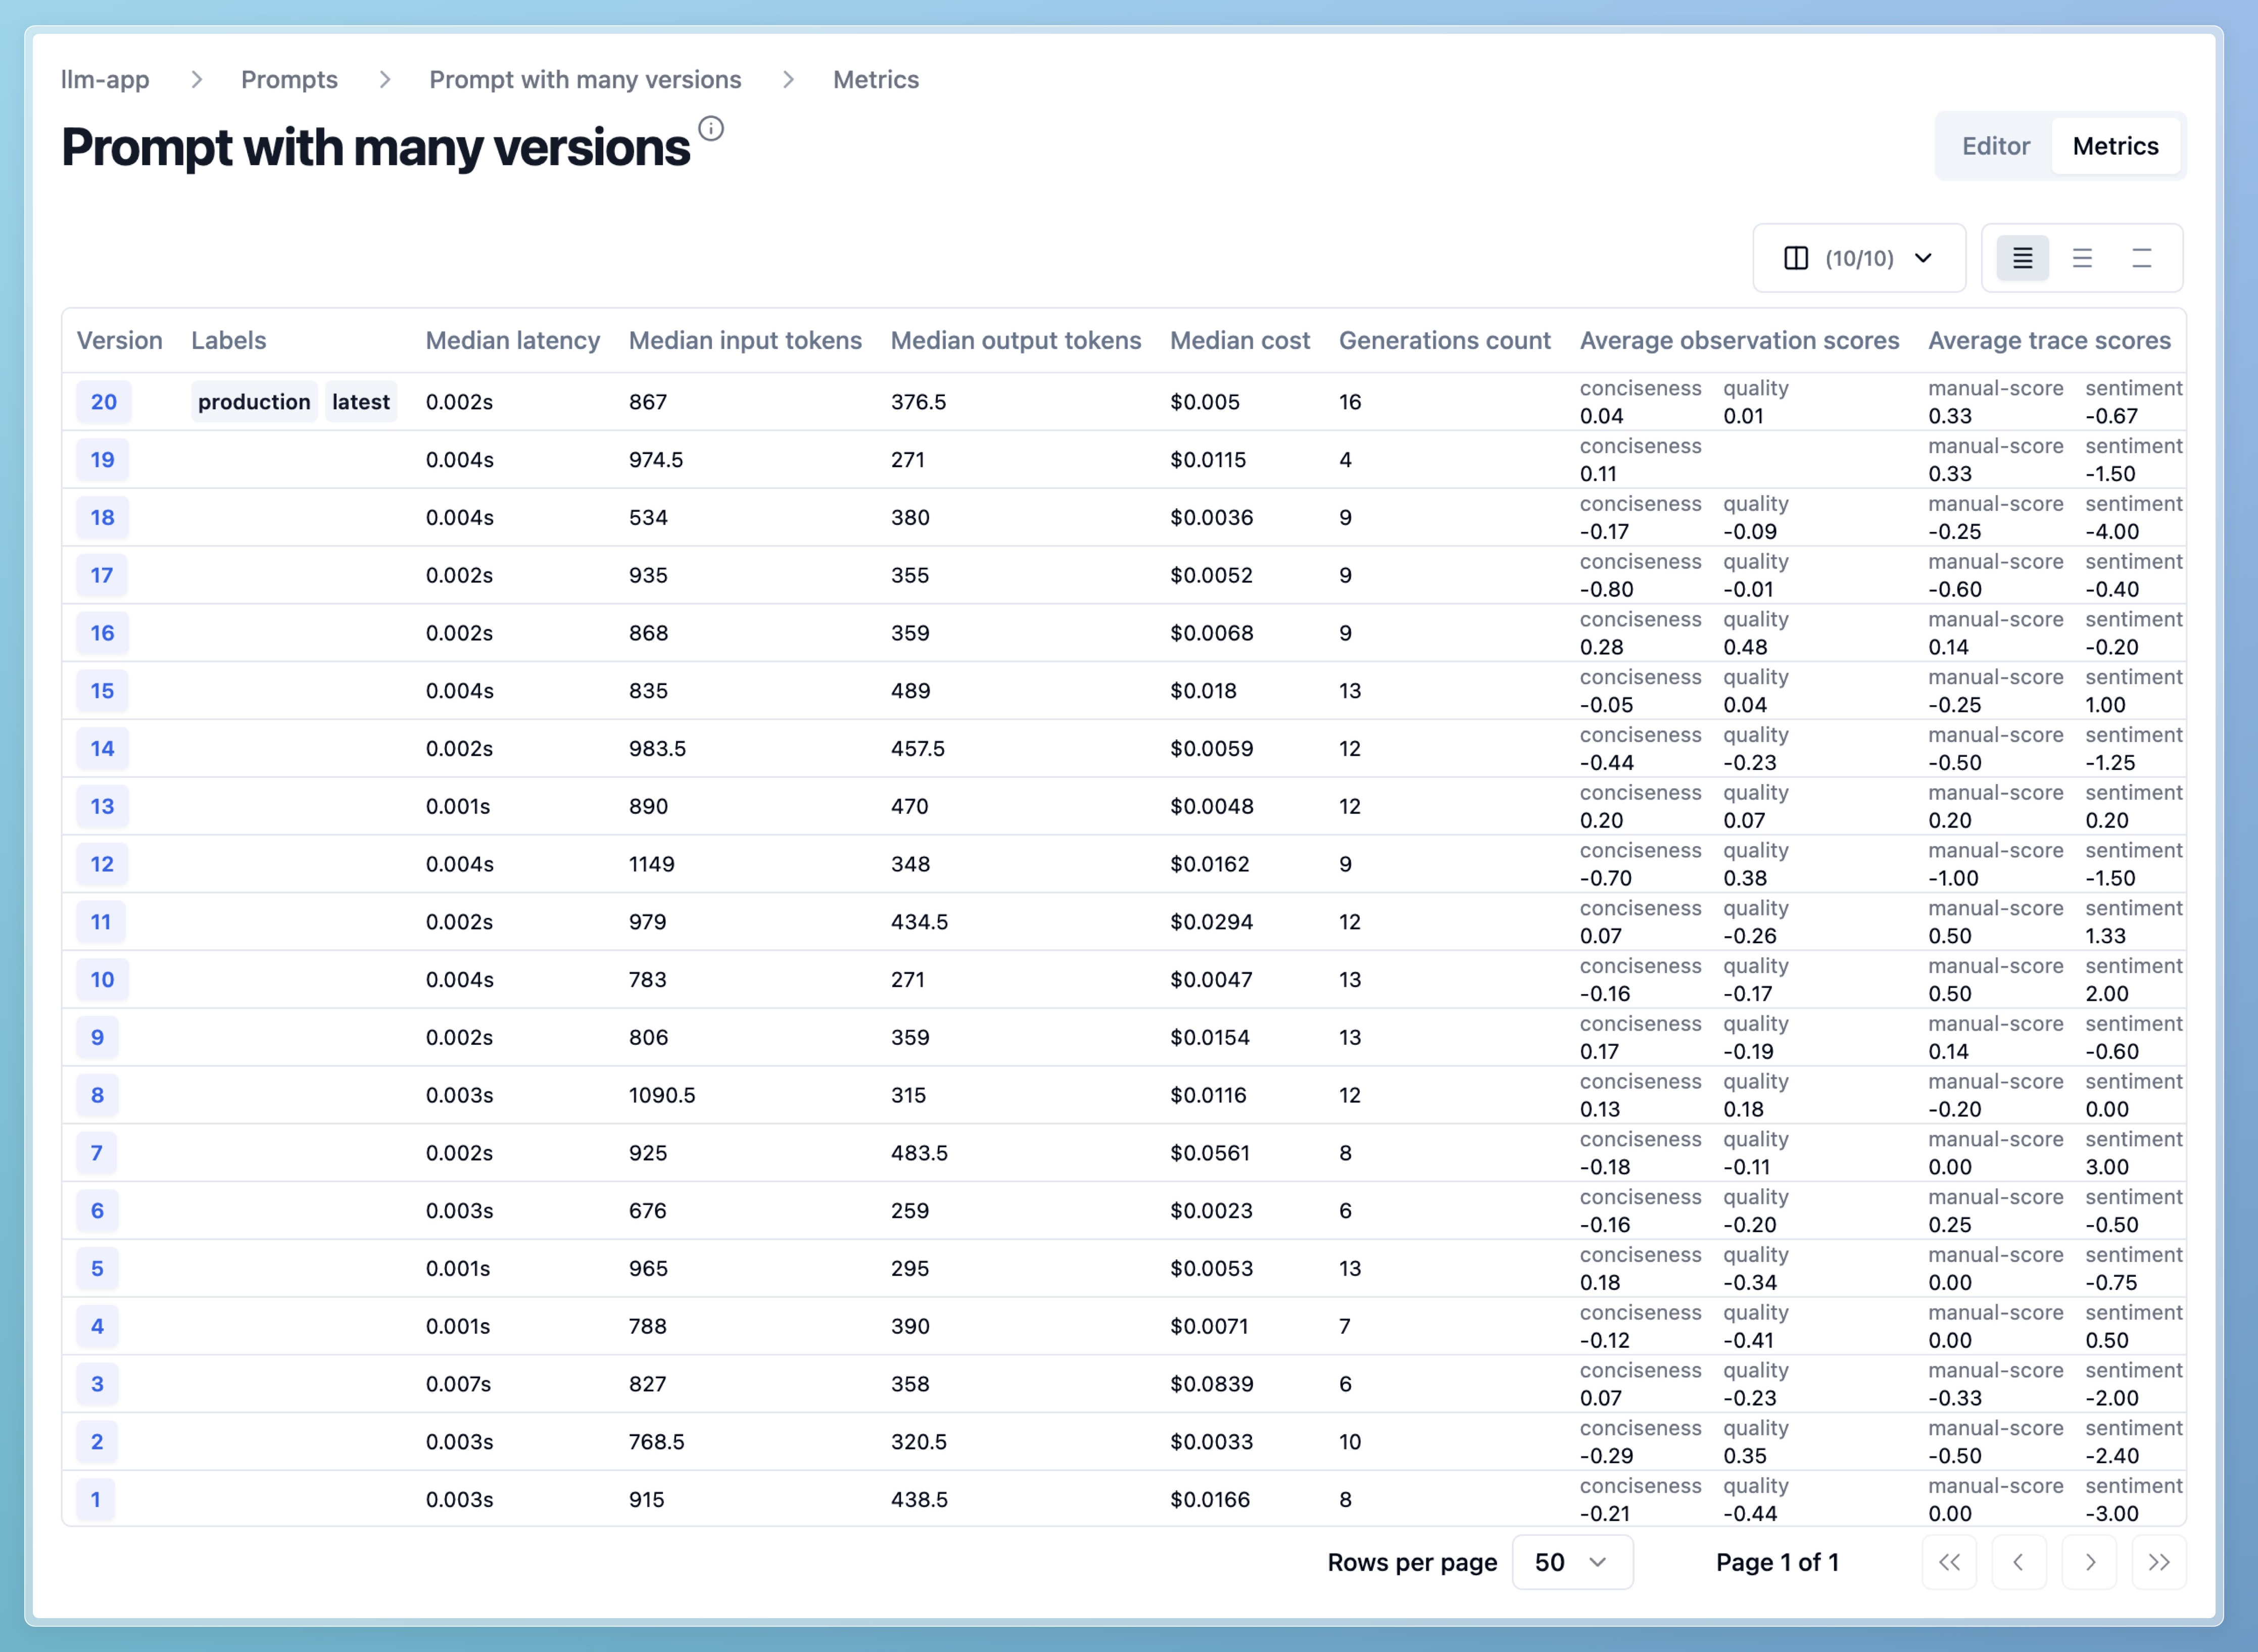 llm-app > Prompts > Prompt with many versions > Metrics
Prompt with many versions
Editor Metrics
(10/10)
Version Labels Median latency Median input tokens Median output tokens Median cost Generations count Average observation scores Average trace scores
conciseness quality manual-score sentiment
20 production latest 0.002s 867 376.5 $0.005 16
0.04 0.01 0.33 -0.67
conciseness manual-score sentiment
19 0.004s 974.5 271 $0.0115 4
0.11 0.33 -1.50
conciseness quality manual-score sentiment
18 0.004s 534 380 $0.0036 9
-0.17 -0.09 -0.25 -4.00
conciseness quality manual-score sentiment
17 0.002s 935 355 $0.0052 9
-0.80 -0.01 -0.60 -0.40
conciseness quality manual-score sentiment
16 0.002s 868 359 $0.0068 9
0.28 0.48 0.14 -0.20
conciseness quality manual-score sentiment
15 0.004s 835 489 $0.018 13
-0.05 0.04 -0.25 1.00
conciseness quality manual-score sentiment
14 0.002s 983.5 457.5 $0.0059 12
-0.44 -0.23 -0.50 -1.25
conciseness quality manual-score sentiment
13 0.001s 890 470 $0.0048 12
0.20 0.07 0.20 0.20
conciseness quality manual-score sentiment
12 0.004s 1149 348 $0.0162 9
-0.70 0.38 -1.00 -1.50
conciseness quality manual-score sentiment
11 0.002s 979 434.5 $0.0294 12
0.07 -0.26 0.50 1.33
conciseness quality manual-score sentiment
10 0.004s 783 271 $0.0047 13
-0.16 -0.17 0.50 2.00
conciseness quality manual-score sentiment
9 0.002s 806 359 $0.0154 13
0.17 -0.19 0.14 -0.60
conciseness quality manual-score sentiment
8 0.003s 1090.5 315 $0.0116 12
0.13 0.18 -0.20 0.00
conciseness quality manual-score sentiment
7 0.002s 925 483.5 $0.0561 8
-0.18 -0.11 0.00 3.00
conciseness quality manual-score sentiment
6 0.003s 676 259 $0.0023 6
-0.16 -0.20 0.25 -0.50
conciseness quality manual-score sentiment
5 0.001s 965 295 $0.0053 13
0.18 -0.34 0.00 -0.75
conciseness quality manual-score sentiment
4 0.001s 788 390 $0.0071 7
-0.12 -0.41 0.00 0.50
conciseness quality manual-score sentiment
3 0.007s 827 358 $0.0839 6
0.07 -0.23 -0.33 -2.00
conciseness quality manual-score sentiment
2 0.003s 768.5 320.5 $0.0033 10
-0.29 0.35 -0.50 -2.40
conciseness quality manual-score sentiment
1 0.003s 915 438.5 $0.0166 8
-0.21 -0.44 0.00 -3.00
Rows per page 50 Page 1 of 1